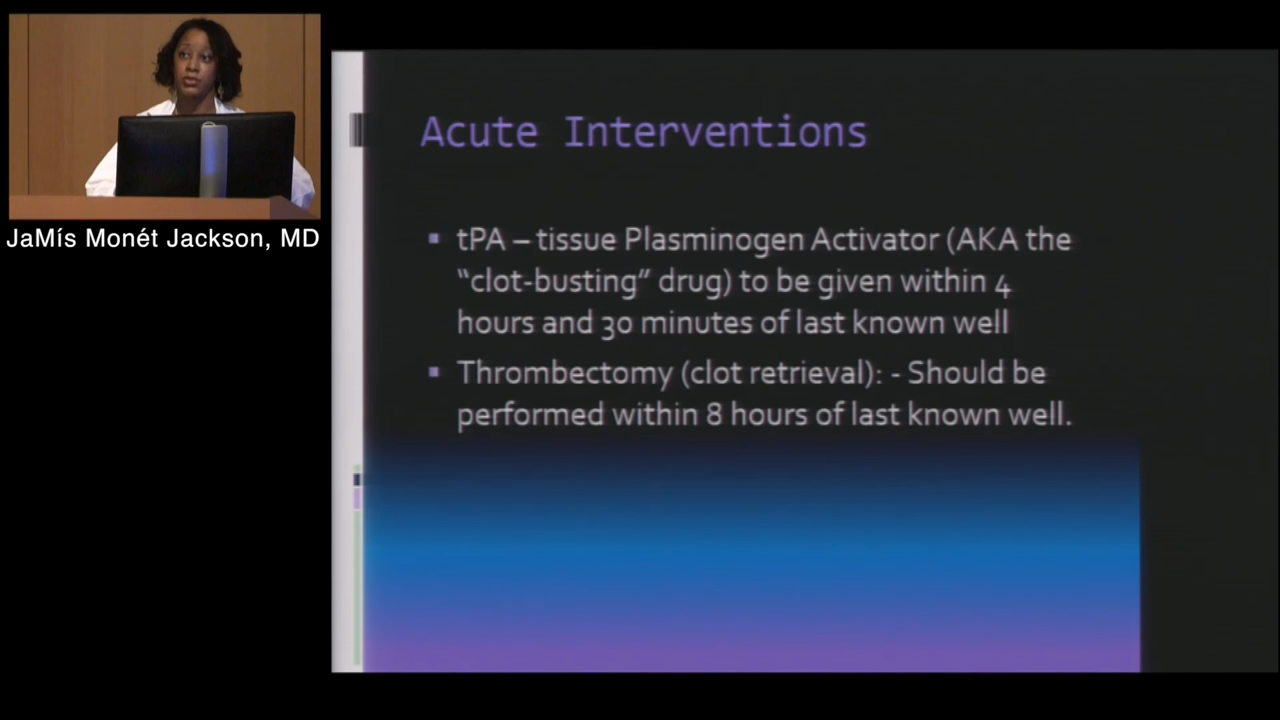 JaMís Monét Jackson, MD
Acute Interventions
tPA – tissue Plasminogen Activator (AKA the
“clot-busting” drug) to be given within 4
hours and 30 minutes of last known well
Thrombectomy (clot retrieval): - Should be
performed within 8 hours of last known well.